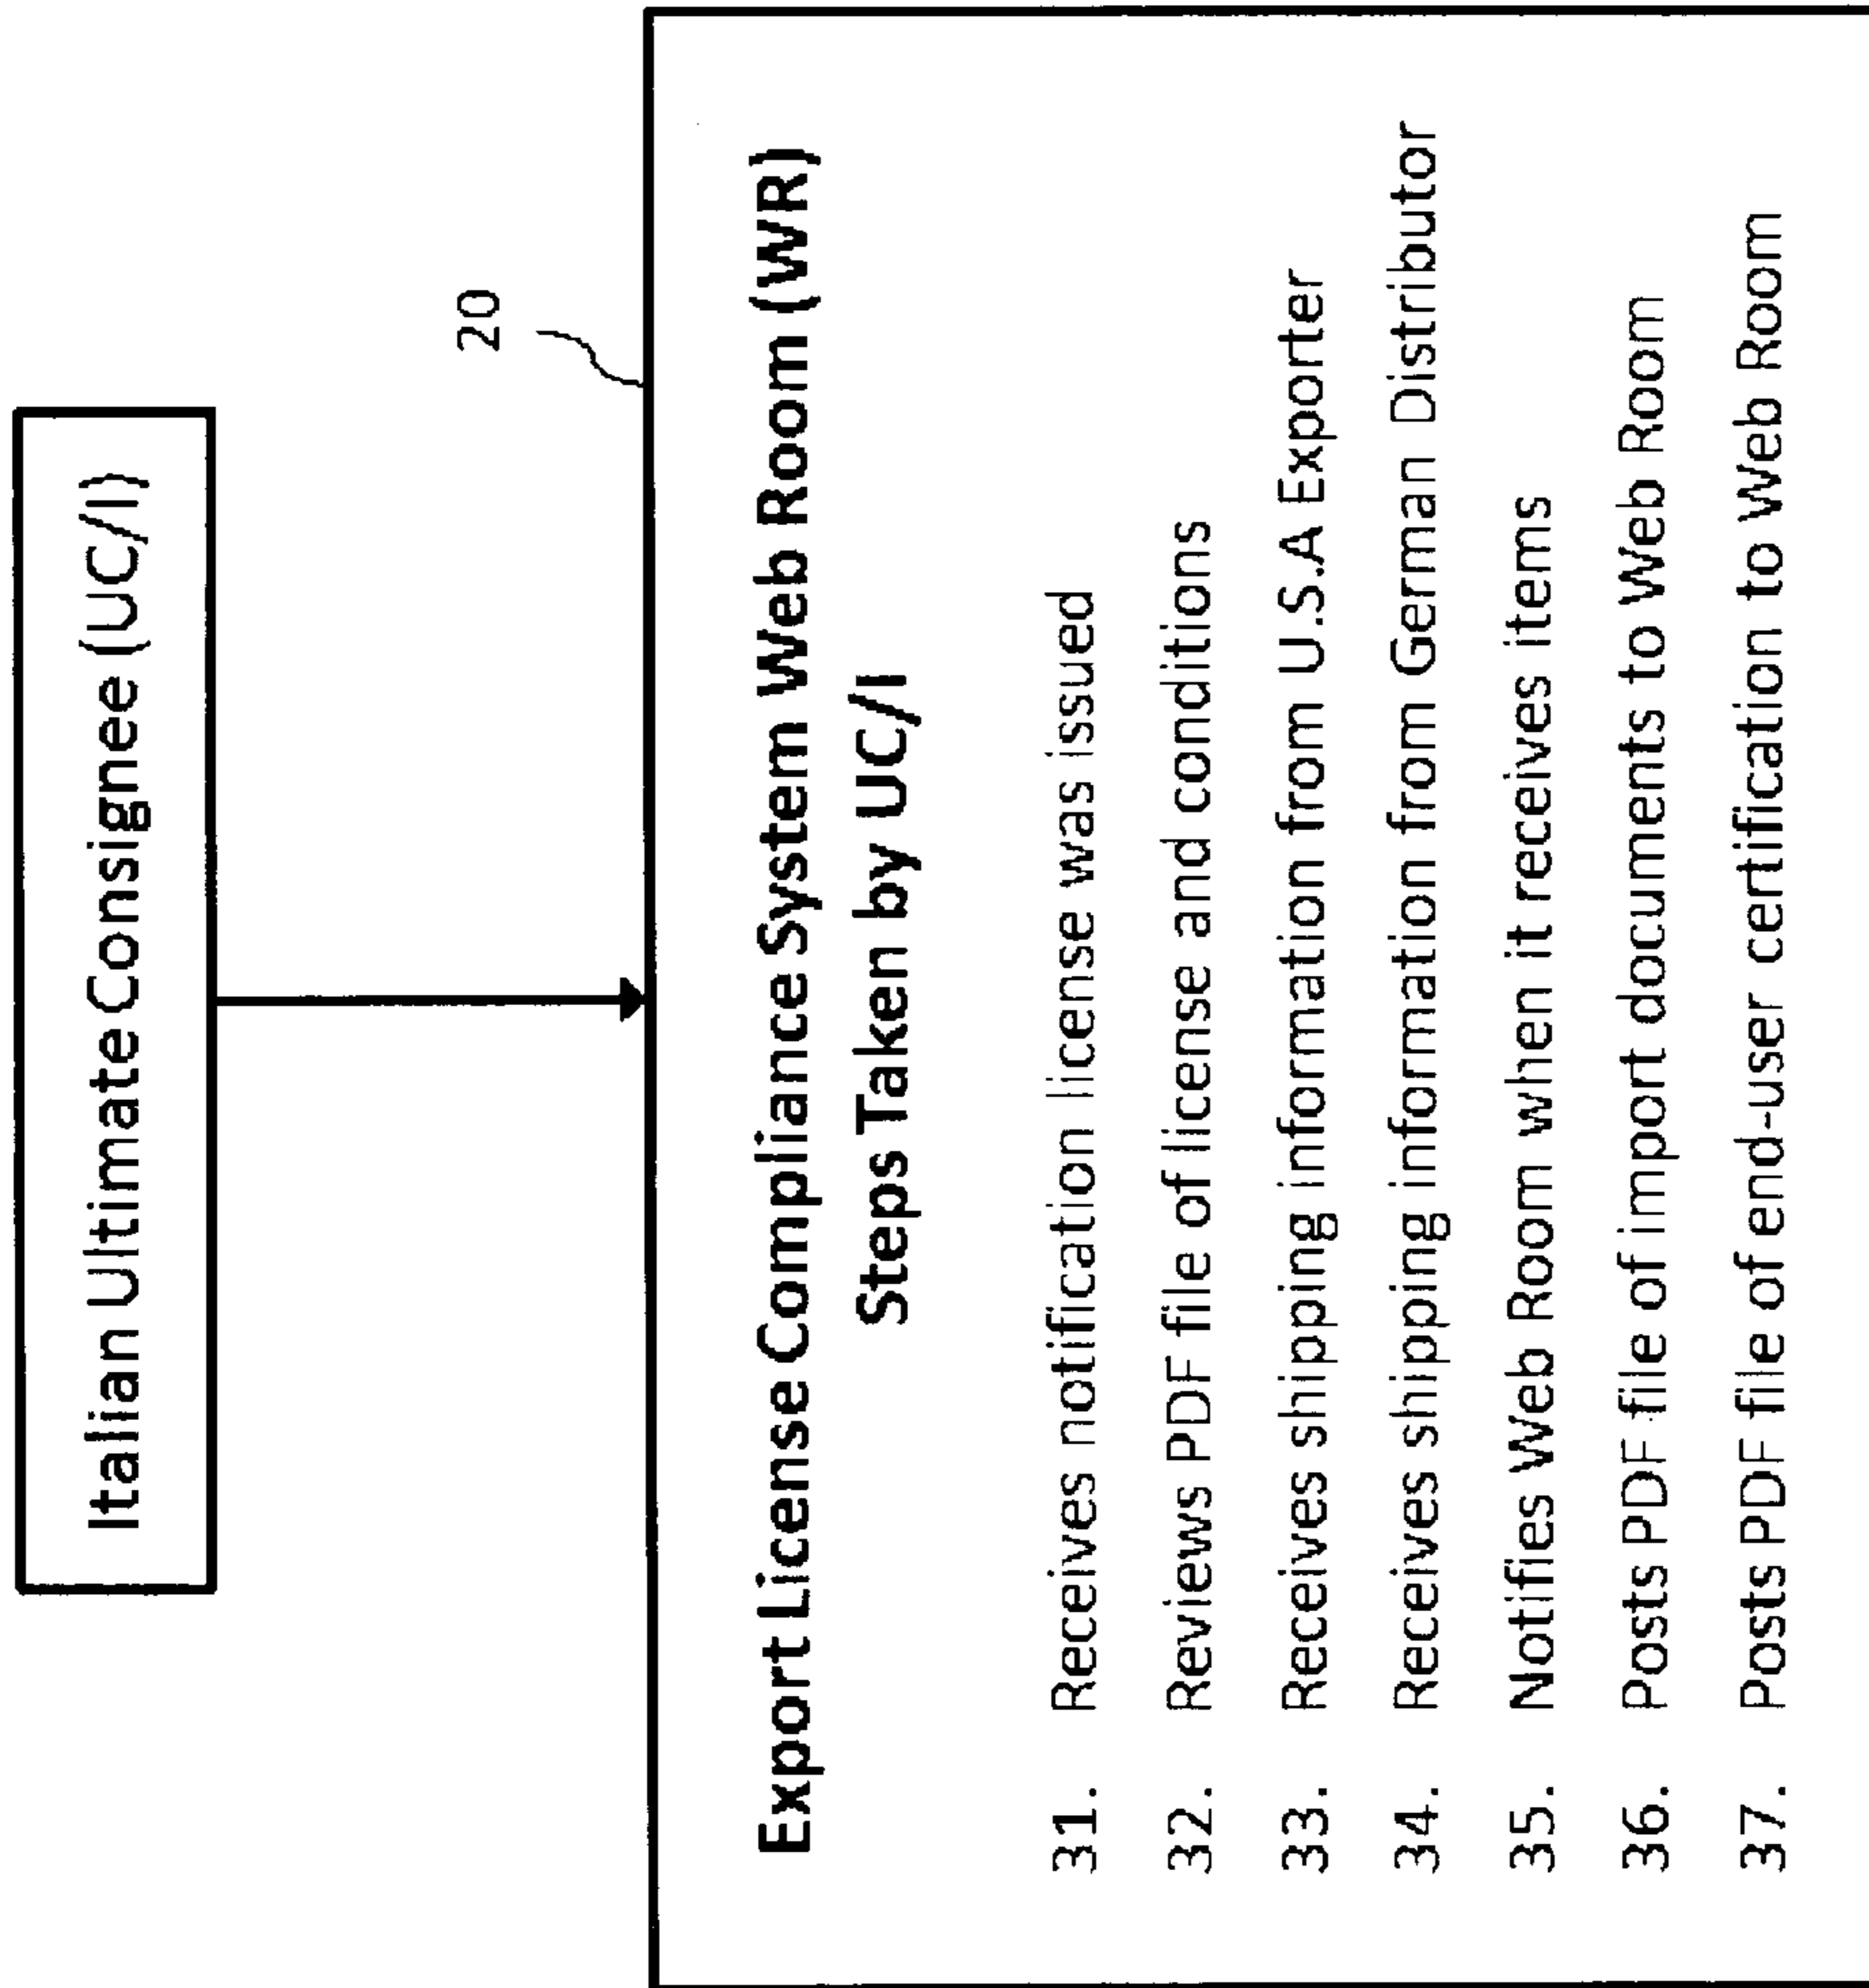 Italian Ultimate Consignee (UC/I)
20
Export License Compliance System Web Room (WR)
Steps Taken by UC/I
31. Receives notification license was issued
32. Reviews PDF file of license and conditions
33. Receives shipping information from U.S.A Exporter
34. Receives shipping information from German Distributor
35. Notifies Web Room when it receives items
36. Posts PDF file of import documents to Web Room
37. Posts PDF file of end-user certification to Web Room